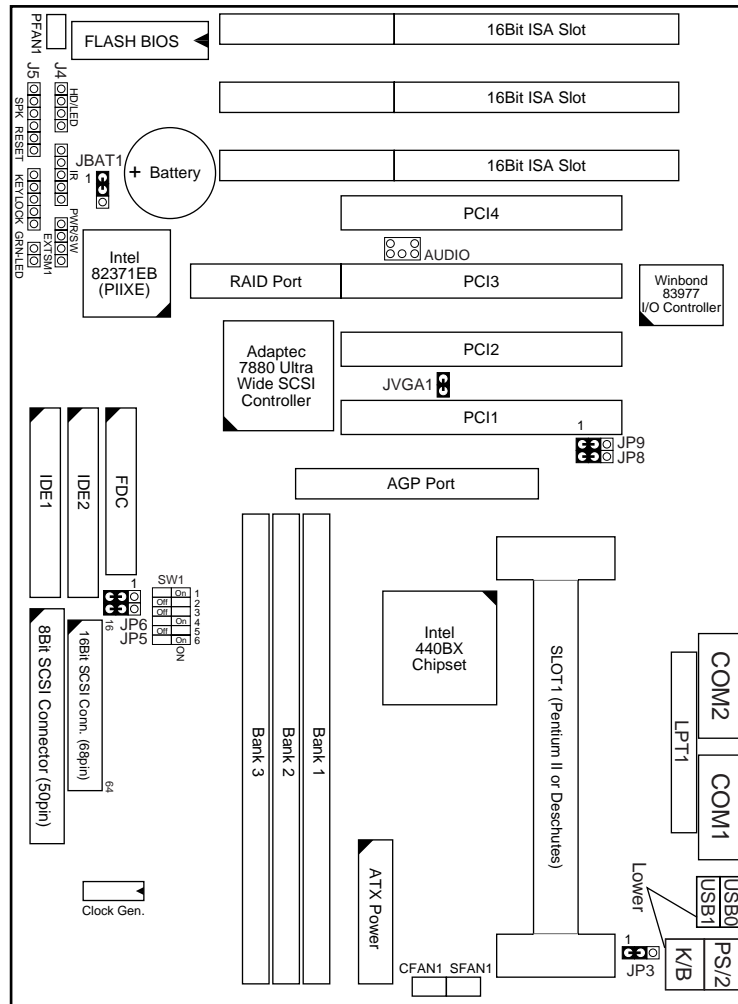 PFAN1
FLASH BIOS
16Bit ISA Slot
J5
J4
SPK
RESET
HD/LED
16Bit ISA Slot
IR
JBAT1
1
+ Battery
16Bit ISA Slot
KEYLOCK
GRN-LED
PWR/SW
EXTSM1
PCI4
AUDIO
Intel
82371EB
(PIIXE)
RAID Port
PCI3
Winbond
83977
I/O Controller
Adaptec
7880 Ultra
Wide SCSI
Controller
PCI2
JVGA1
PCI1
1
JP9
JP8
IDE1
IDE2
FDC
AGP Port
1
JP6
JP5
SW1
On 1
Off 2
Off 3
On 4
Off 5
On 6
ON
8Bit SCSI Connector (50pin)
16
16Bit SCSI Conn. (68pin)
64
Intel
440BX
Chipset
SLOT1 (Pentium II or Deschutes)
Bank 3
Bank 2
Bank 1
COM2
LPT1
COM1
Clock Gen.
ATX Power
Lower
USB0
USB1
1
JP3
PS/2
K/B
CFAN1
SFAN1